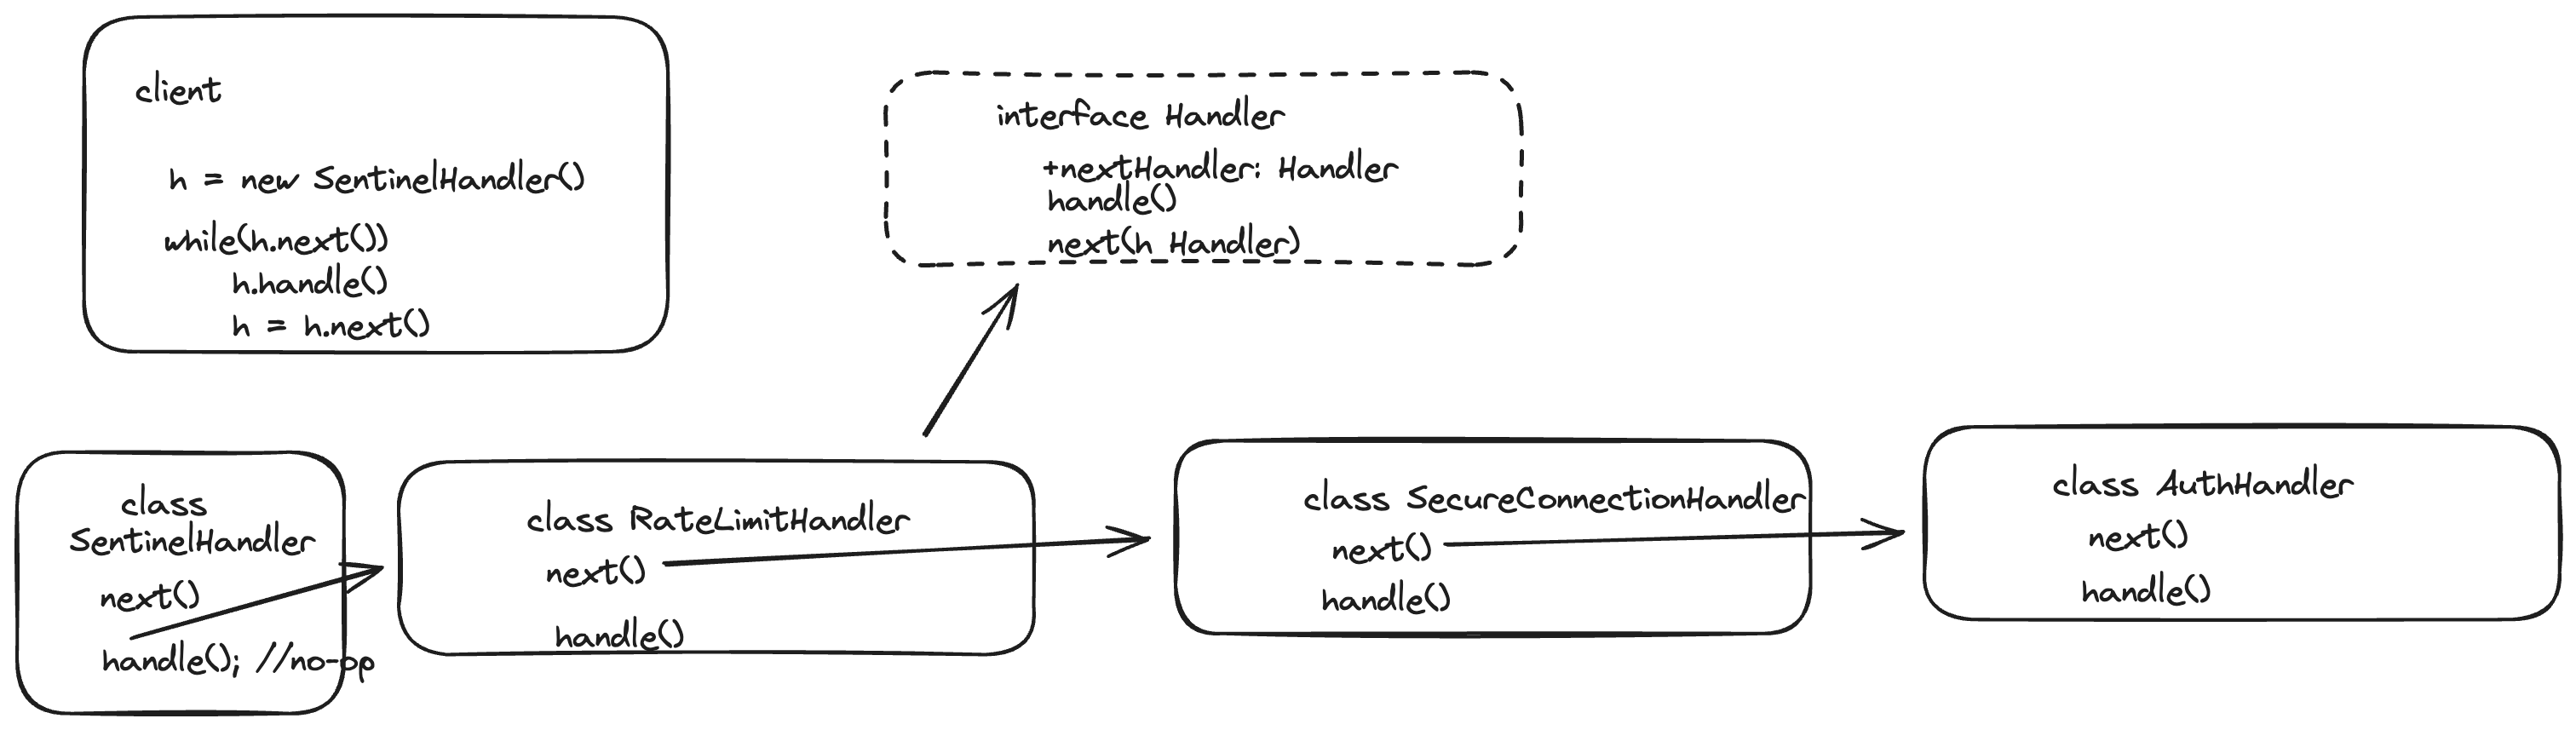 client
h = new SentinelHandler()
while(h.next())
h.handle()
h = h.next()
interface Handler
+nextHandler: Handler
handle()
next(h Handler)
class
SentinelHandler
next()
handle(); //no-op
class RateLimitHandler
next()
handle()
class SecureConnectionHandler
next()
handle()
class AuthHandler
next()
handle()